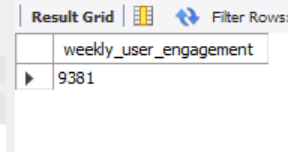 Result Grid Filter Rows:
weekly_user_engagement
9381